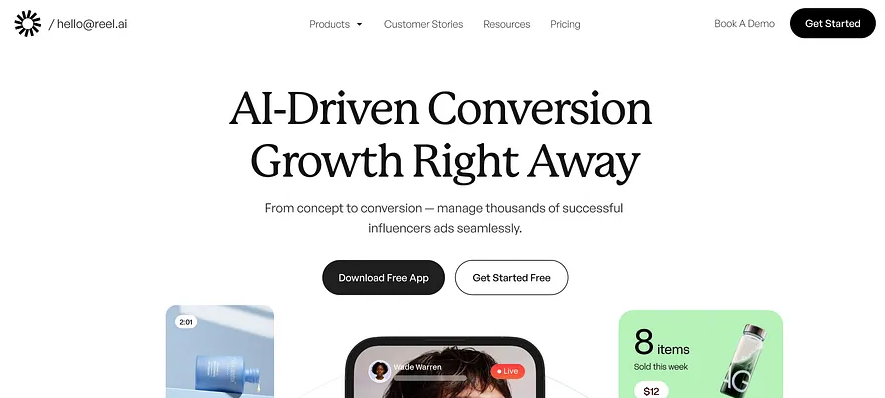 / hello@reel.ai
Products
Customer Stories
Resources
Pricing
Book A Demo
Get Started
AI-Driven Conversion
Growth Right Away
From concept to conversion — manage thousands of successful
influencers ads seamlessly.
Download Free App
Get Started Free
2:01
Wade Warren
Live
8 items
Sold this week
$12